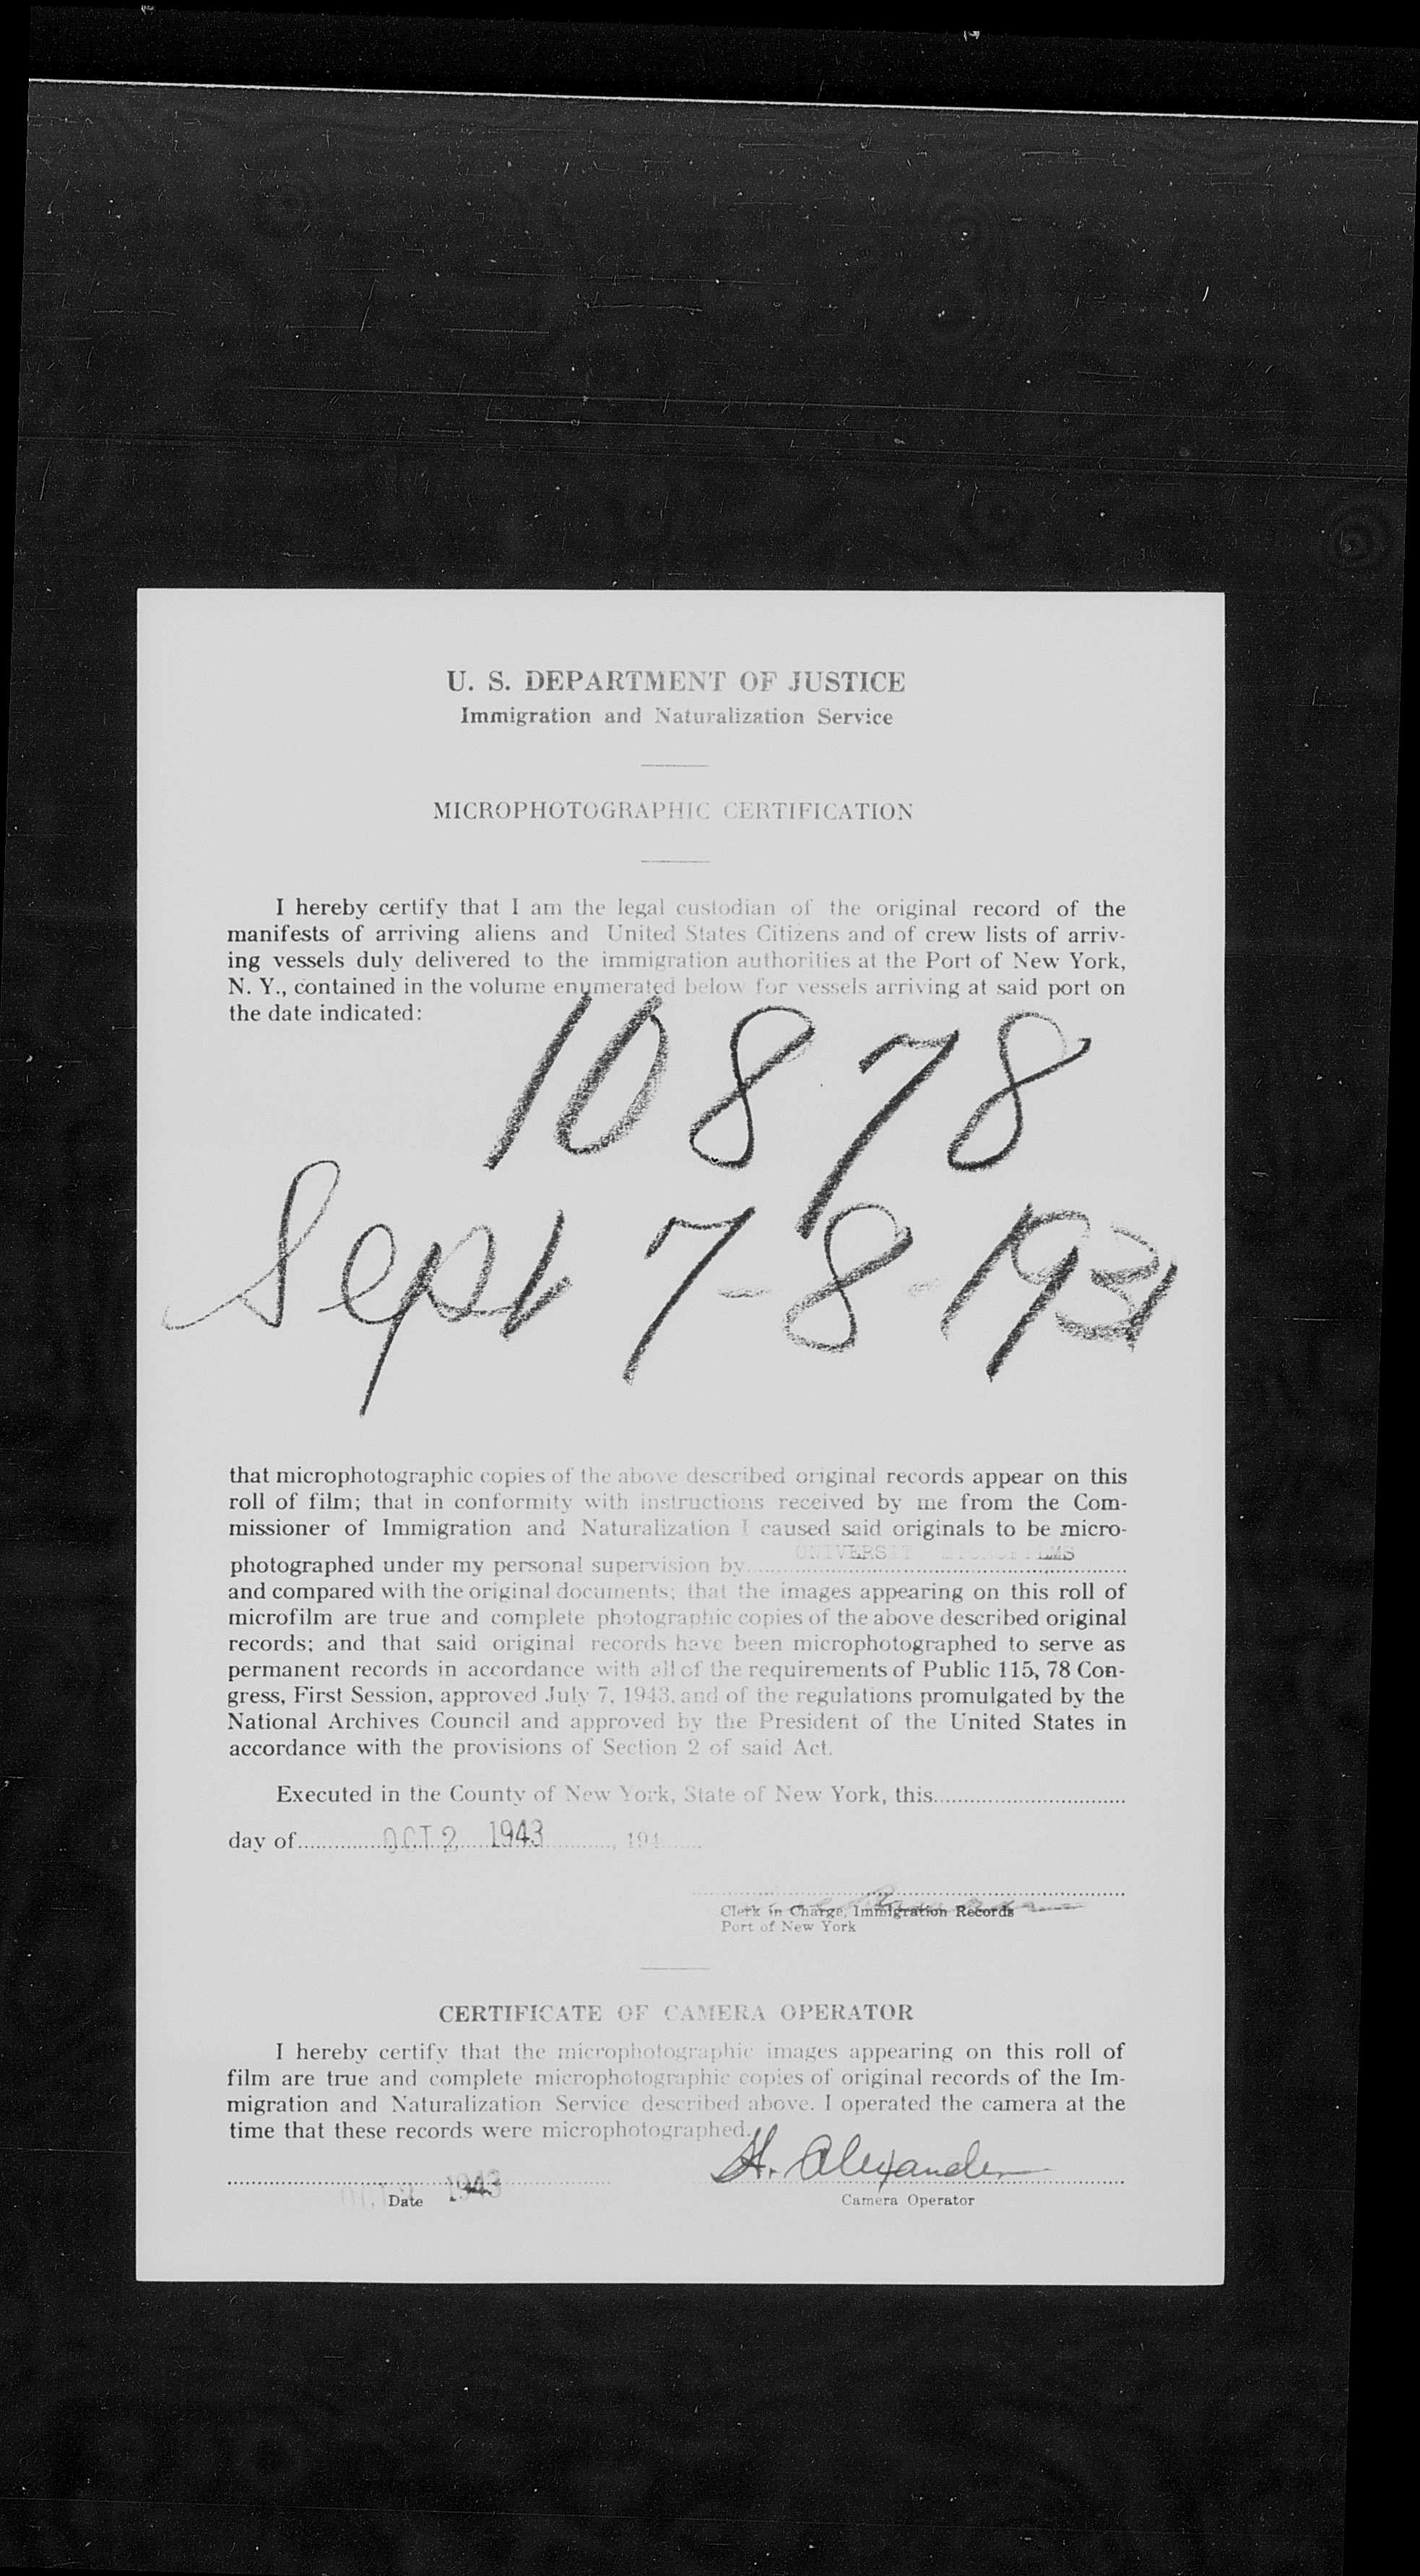 U. S. DEPARTMENT OF JUSTICE
Immigration and Naturalization Service
MICROPHOTOGRAPHIC CERTIFICATION
I hereby certify that I am the legal custodian of the original record of the
manifests of arriving aliens and United States Citizens and of crew lists of arriv-
ing vessels duly delivered to the immigration authorities at the Port of New York,
N. Y., contained in the volume enumerated below for vessels arriving at said port on
the date indicated:
10878
Sept 7-8-1931
that microphotographic copies of the above described original records appear on this
roll of film; that in conformity with instructions received by me from the Com-
missioner of Immigration and Naturalization I caused said originals to be micro-
photographed under my personal supervision by
and compared with the original documents; that the images appearing on this roll of
microfilm are true and complete photographic copies of the above described original
records; and that said original records have been microphotographed to serve as
permanent records in accordance with all of the requirements of Public 115, 78 Con-
gress, First Session, approved July 7, 1943, and of the regulations promulgated by the
National Archives Council and approved by the President of the United States in
accordance with the provisions of Section 2 of said Act.
Executed in the County of New York, State of New York, this
day of OCT 2 1943, 194
Clerk in Charge, Immigration Records
Port of New York
CERTIFICATE OF CAMERA OPERATOR
I hereby certify that the microphotographic images appearing on this roll of
film are true and complete microphotographic copies of original records of the Im-
migration and Naturalization Service described above. I operated the camera at the
time that these records were microphotographed.
1943 H. Alexander
Date Camera Operator